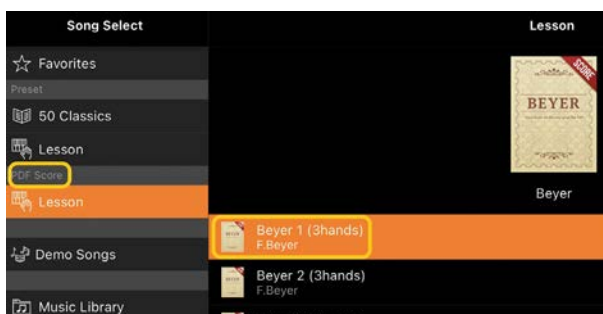 Song Select
Lesson
Favorites
Preset
50 Classics
Lesson
PDF Score
Lesson
Demo Songs
Music Library
SCORE
BEYER
Beyer
Beyer 1 (3hands)
F.Beyer
Beyer 2 (3hands)
F.Beyer